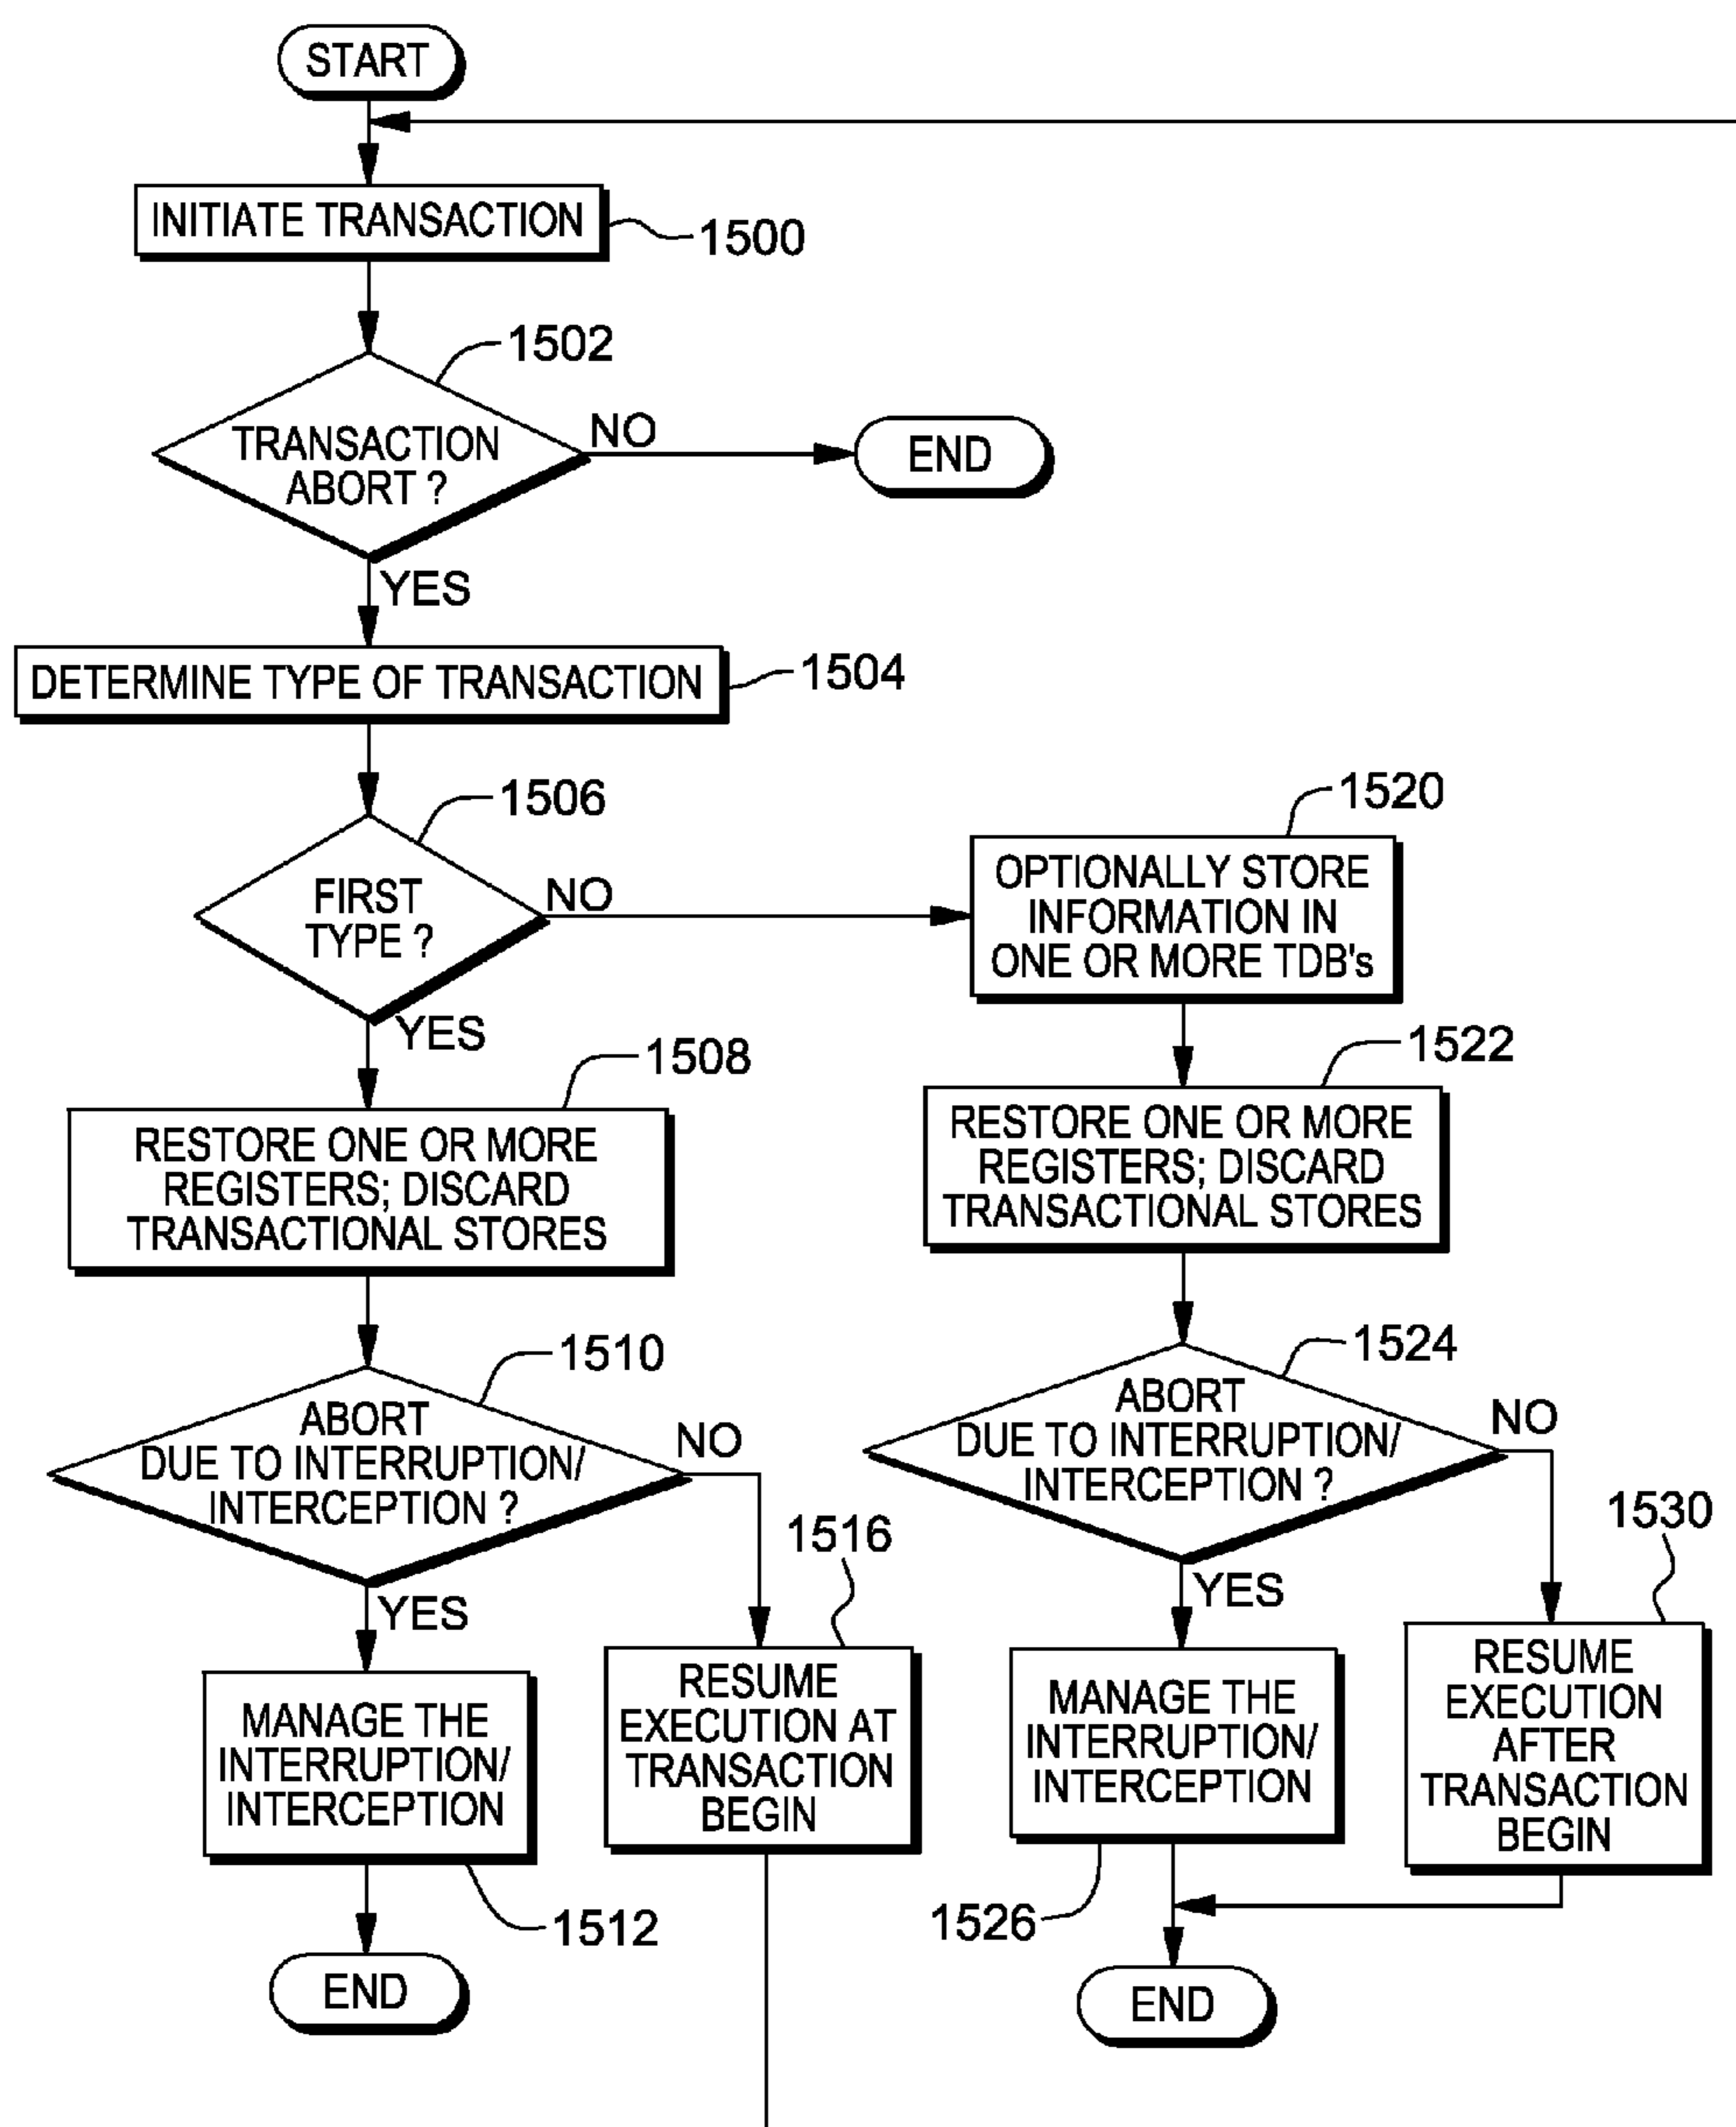 START
INITIATE TRANSACTION
1500
1502
TRANSACTION
ABORT ?
NO
END
YES
DETERMINE TYPE OF TRANSACTION
1504
1506
FIRST
TYPE ?
NO
YES
1520
OPTIONALLY STORE
INFORMATION IN
ONE OR MORE TDB's
1508
RESTORE ONE OR MORE
REGISTERS; DISCARD
TRANSACTIONAL STORES
1522
RESTORE ONE OR MORE
REGISTERS; DISCARD
TRANSACTIONAL STORES
1510
ABORT
DUE TO INTERRUPTION/
INTERCEPTION ?
NO
YES
1524
ABORT
DUE TO INTERRUPTION/
INTERCEPTION ?
NO
YES
MANAGE THE
INTERRUPTION/
INTERCEPTION
1512
END
1516
RESUME
EXECUTION AT
TRANSACTION
BEGIN
MANAGE THE
INTERRUPTION/
INTERCEPTION
1526
1530
RESUME
EXECUTION
AFTER
TRANSACTION
BEGIN
END